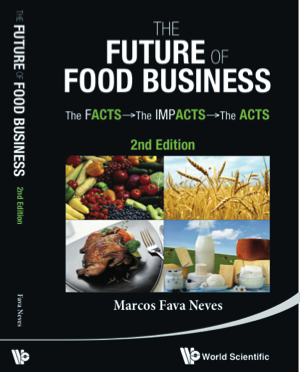 THE
FUTURE OF
FOOD BUSINESS
The FACTS→The IMPACTS→The ACTS
2nd Edition
Marcos Fava Neves
World Scientific
THE FUTURE OF FOOD BUSINESS
2nd Edition
Fava Neves